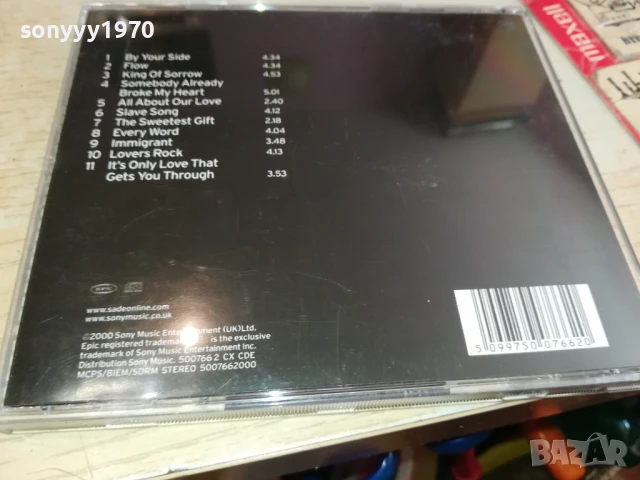 sonyyy1970
maxell
1 By Your Side 4.34
2 Flow 4.34
3 King Of Sorrow 4.53
4 Somebody Already
Broke My Heart 5.01
5 All About Our Love 2.40
6 Slave Song 4.12
7 The Sweetest Gift 2.18
8 Every Word 4.04
9 Immigrant 3.48
10 Lovers Rock 4.13
11 It's Only Love That
Gets You Through 3.53
epic
www.sadeonline.com
www.sonymusic.co.uk
©2000 Sony Music Entertainment (UK) Ltd.
Epic registered trademark is the exclusive
trademark of Sony Music Entertainment Inc.
Distribution Sony Music. 500766 2 CX CDE
MCPS/BIEM/SDRM STEREO 5007662000
5 099750 076620
BAZAR